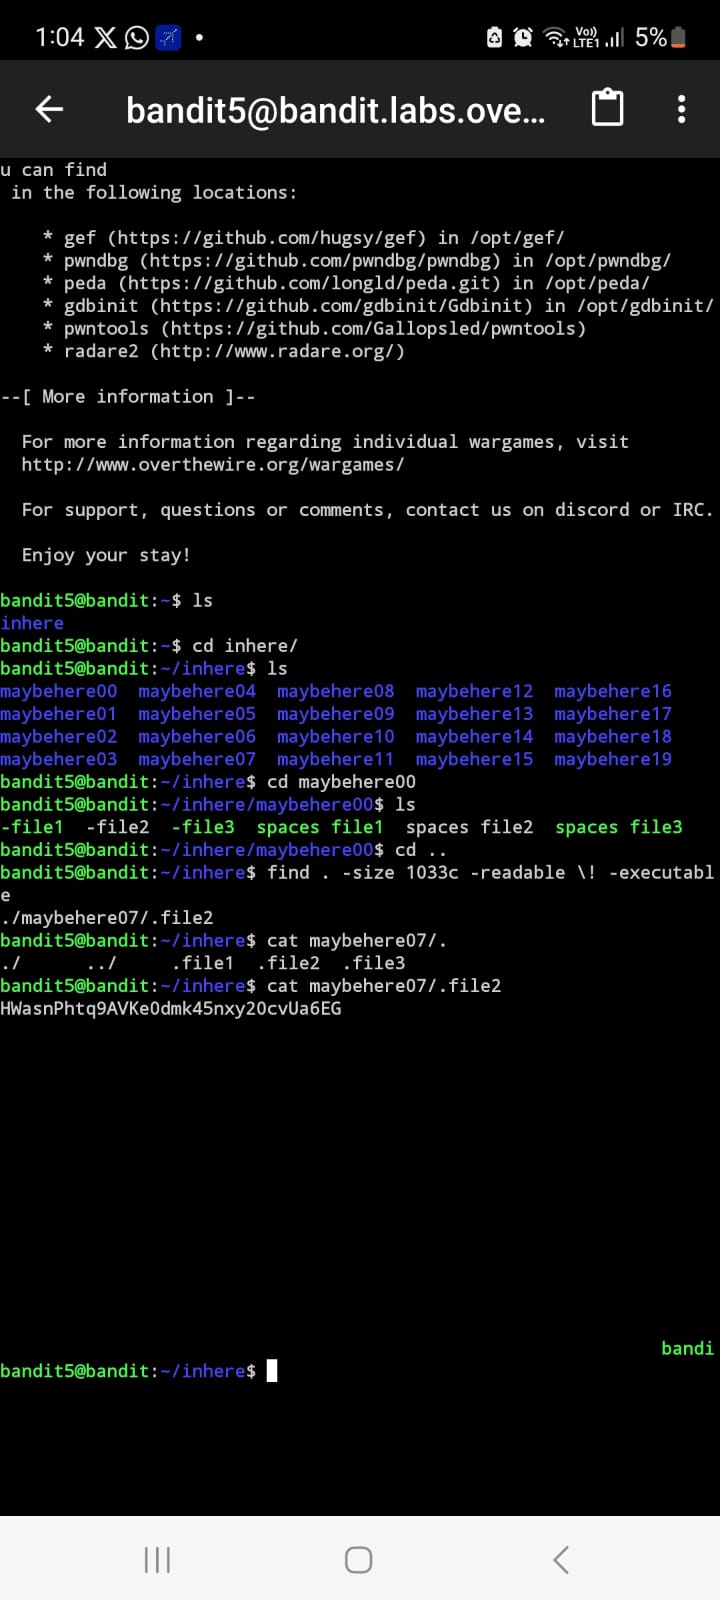 1:04
Vo)) LTE1 5%
bandit5@bandit.labs.ove...
u can find
 in the following locations:
    * gef (https://github.com/hugsy/gef) in /opt/gef/
    * pwndbg (https://github.com/pwndbg/pwndbg) in /opt/pwndbg/
    * peda (https://github.com/longld/peda.git) in /opt/peda/
    * gdbinit (https://github.com/gdbinit/Gdbinit) in /opt/gdbinit/
    * pwntools (https://github.com/Gallopsled/pwntools)
    * radare2 (http://www.radare.org/)
--[ More information ]--
  For more information regarding individual wargames, visit
  http://www.overthewire.org/wargames/
  For support, questions or comments, contact us on discord or IRC.
  Enjoy your stay!
bandit5@bandit:~$ ls
inhere
bandit5@bandit:~$ cd inhere/
bandit5@bandit:~/inhere$ ls
maybehere00  maybehere04  maybehere08  maybehere12  maybehere16
maybehere01  maybehere05  maybehere09  maybehere13  maybehere17
maybehere02  maybehere06  maybehere10  maybehere14  maybehere18
maybehere03  maybehere07  maybehere11  maybehere15  maybehere19
bandit5@bandit:~/inhere$ cd maybehere00
bandit5@bandit:~/inhere/maybehere00$ ls
-file1  -file2  -file3  spaces file1  spaces file2  spaces file3
bandit5@bandit:~/inhere/maybehere00$ cd ..
bandit5@bandit:~/inhere$ find . -size 1033c -readable \! -executabl
e
./maybehere07/.file2
bandit5@bandit:~/inhere$ cat maybehere07/.
./      ../     .file1  .file2  .file3
bandit5@bandit:~/inhere$ cat maybehere07/.file2
HWasnPhtq9AVKe0dmk45nxy20cvUa6EG
bandi
bandit5@bandit:~/inhere$